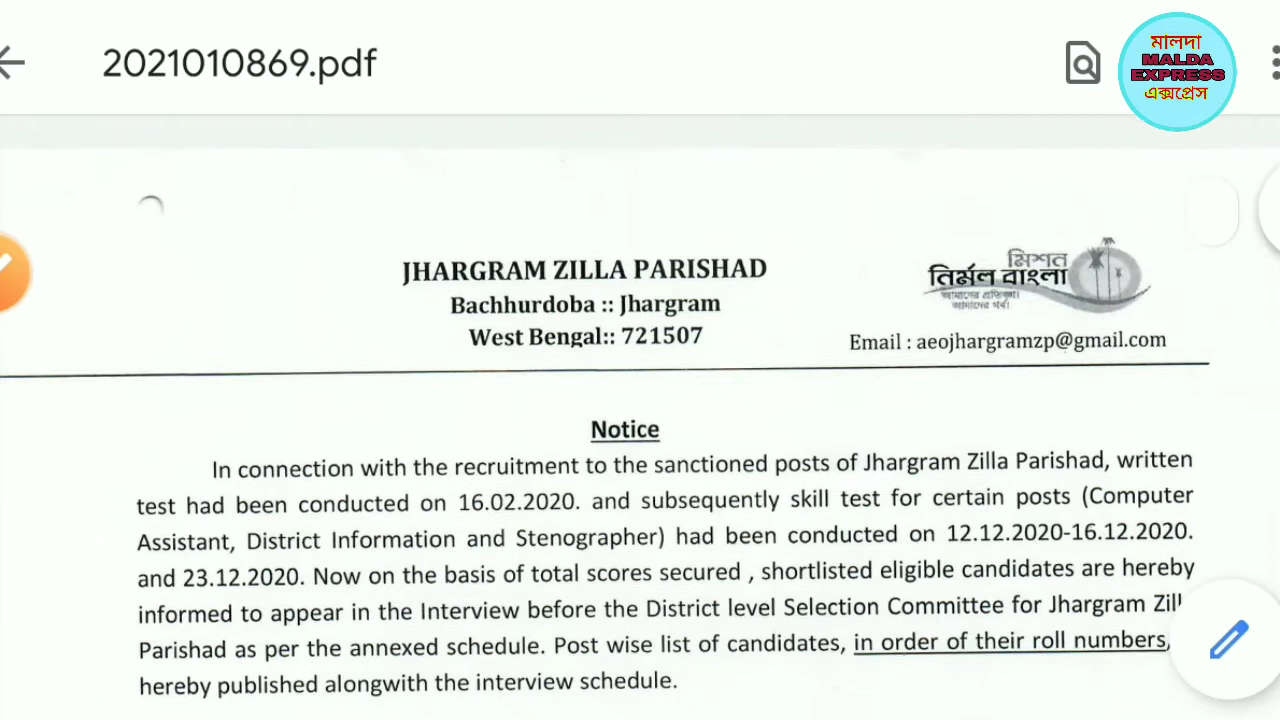 2021010869.pdf
মালদা
MALDA
EXPRESS
এক্সপ্রেস
JHARGRAM ZILLA PARISHAD
Bachhurdoba :: Jhargram
West Bengal:: 721507
মিশন
নির্মল বাংলা
আমাদের প্রতিজ্ঞা।
আমাদের গর্ব।
Email : aeojhargramzp@gmail.com
Notice
In connection with the recruitment to the sanctioned posts of Jhargram Zilla Parishad, written
test had been conducted on 16.02.2020. and subsequently skill test for certain posts (Computer
Assistant, District Information and Stenographer) had been conducted on 12.12.2020-16.12.2020.
and 23.12.2020. Now on the basis of total scores secured , shortlisted eligible candidates are hereby
informed to appear in the Interview before the District level Selection Committee for Jhargram Zill
Parishad as per the annexed schedule. Post wise list of candidates, in order of their roll numbers,
hereby published alongwith the interview schedule.